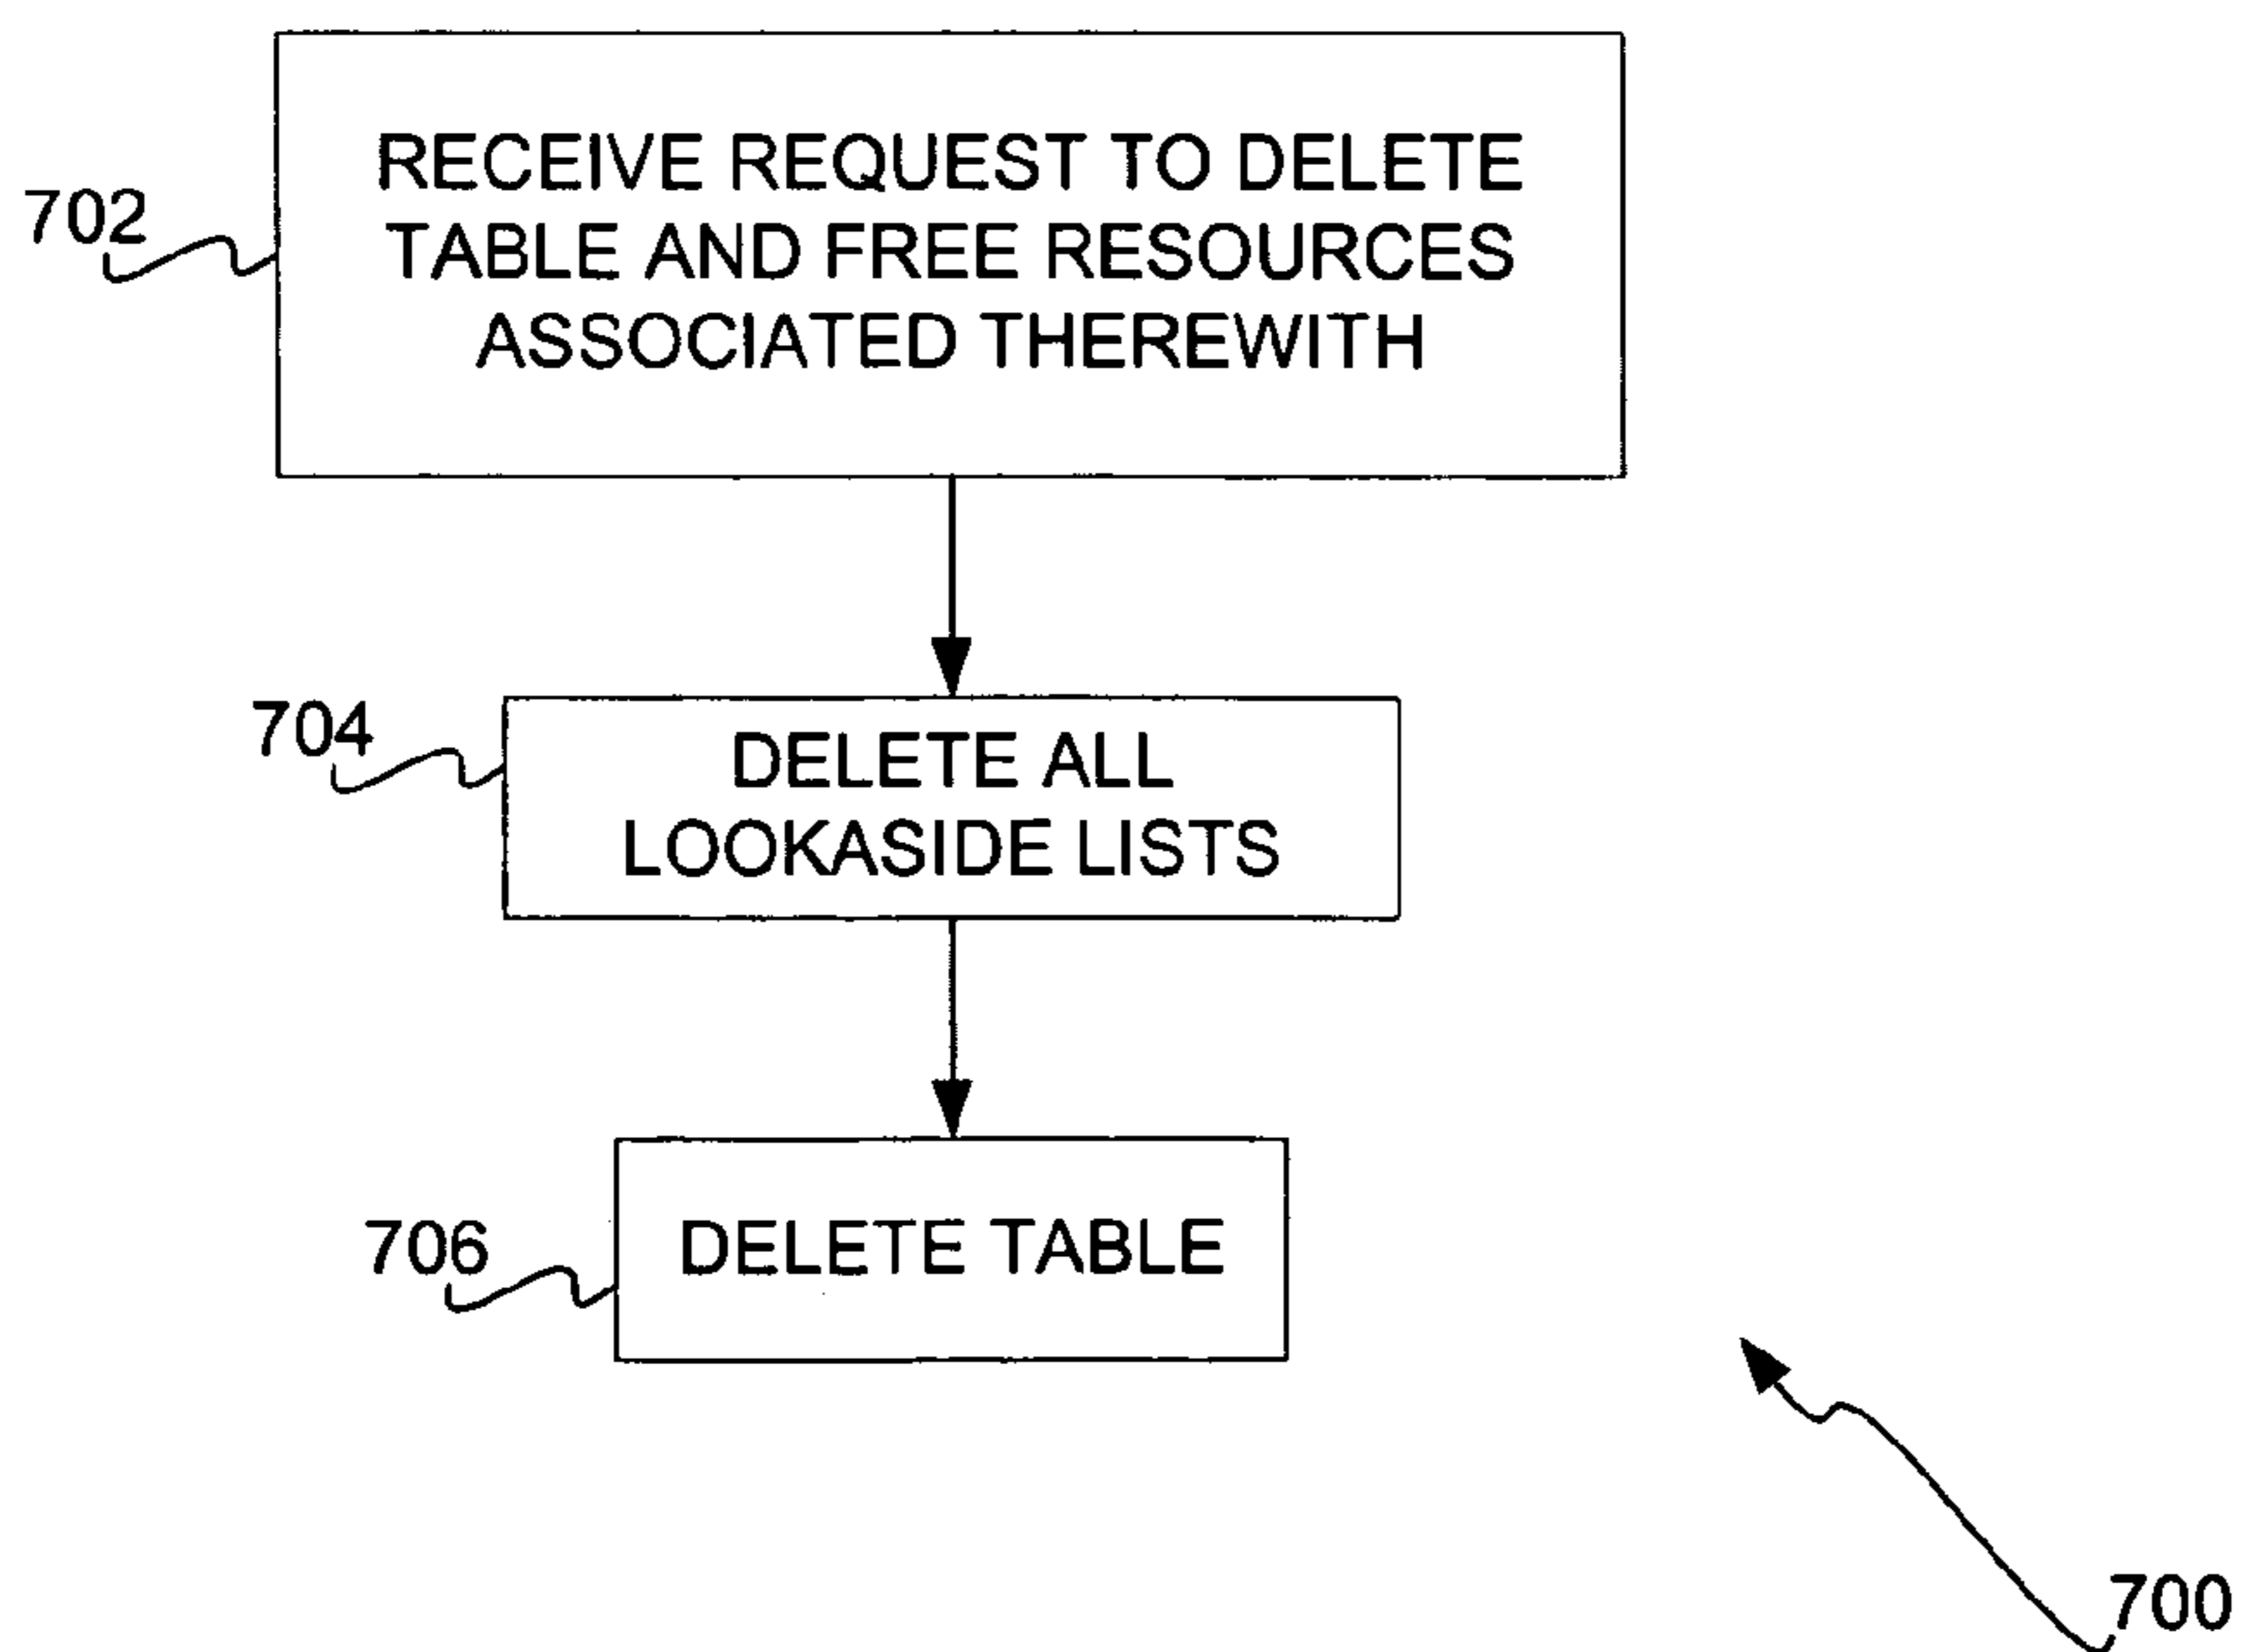 RECEIVE REQUEST TO DELETE
TABLE AND FREE RESOURCES
ASSOCIATED THEREWITH
702
704
DELETE ALL
LOOKASIDE LISTS
706
DELETE TABLE
700